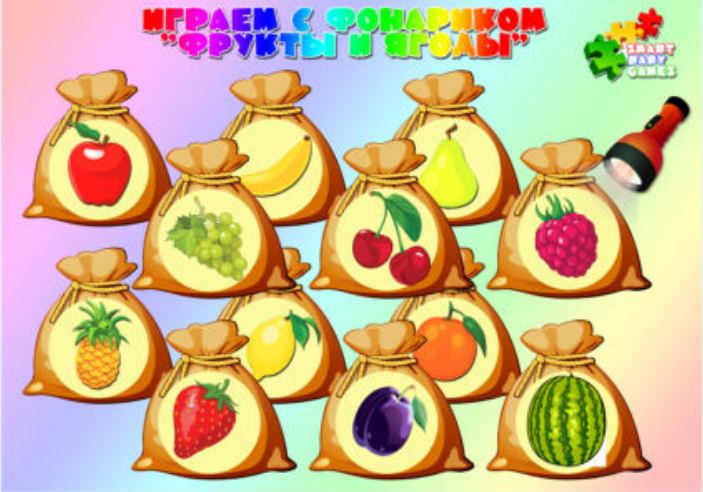 ИГРАЕМ С ФОНАРИКОМ
"ФРУКТЫ И ЯГОДЫ"
SMART
BABY
GAMES